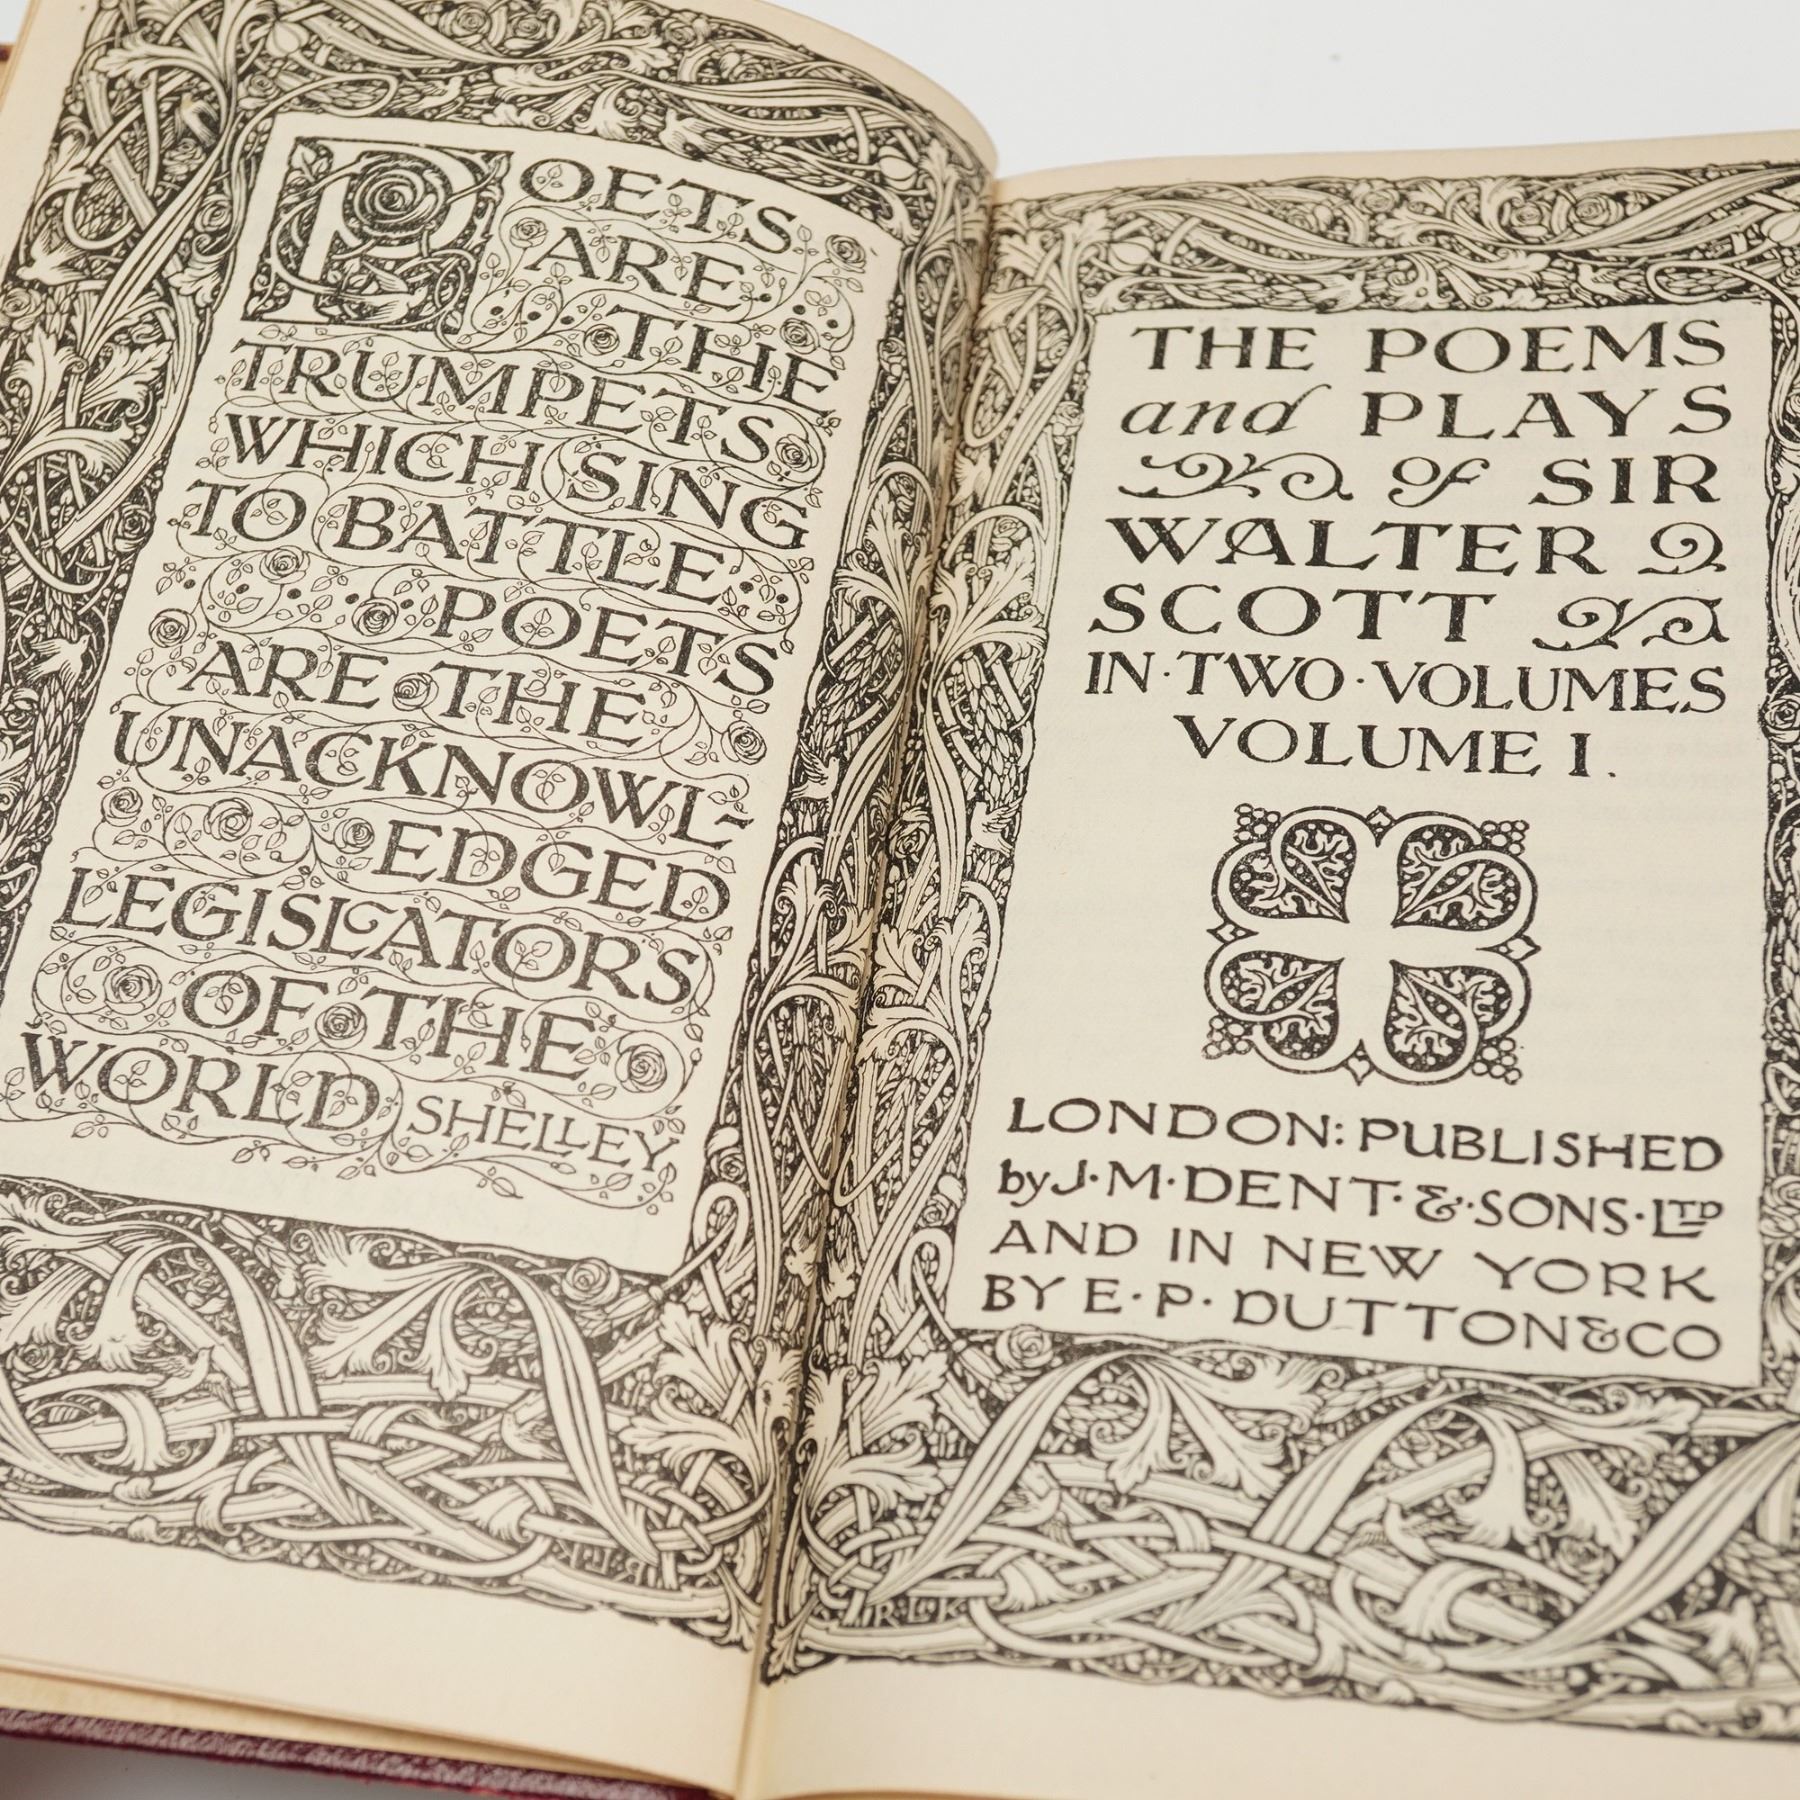 POETS
ARE
THE
TRUMPETS
WHICH SING
TO BATTLE·
POETS
ARE THE
UNACKNOWL-
EDGED
LEGISLATORS
OF THE
WORLD SHELLEY
THE POEMS
and PLAYS
of SIR
WALTER
SCOTT
IN·TWO·VOLUMES
VOLUME I.
LONDON: PUBLISHED
by J·M·DENT·&·SONS·LTD
AND IN NEW YORK
BY E·P·DUTTON&CO
R·L·K